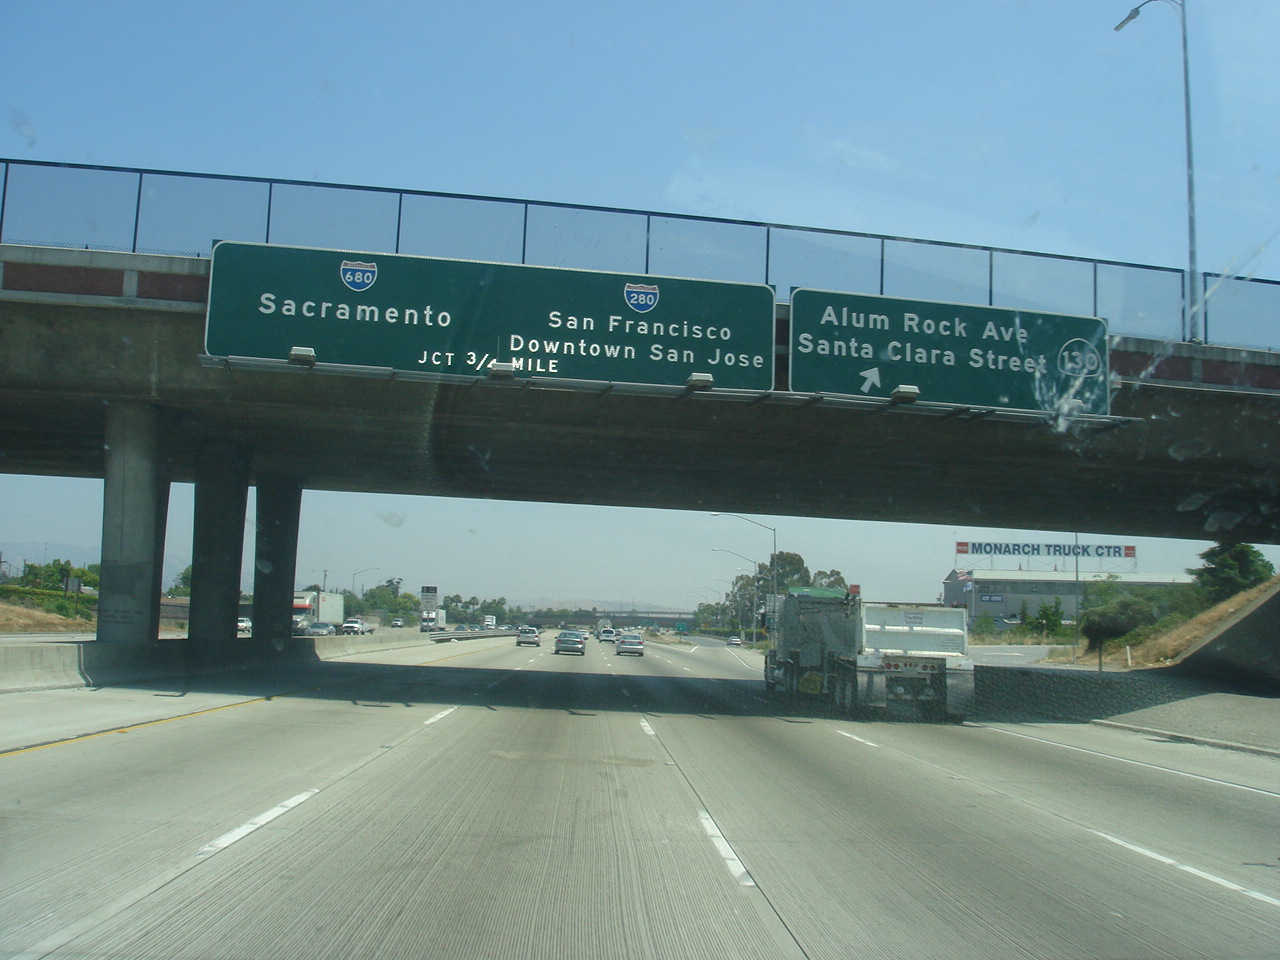 680
Sacramento
280
San Francisco
Downtown San Jose
JCT 3/4 MILE
Alum Rock Ave
Santa Clara Street 130
MONARCH TRUCK CTR